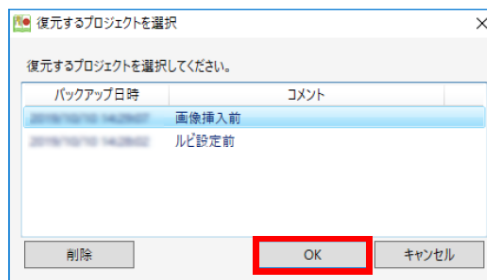 復元するプロジェクトを選択
復元するプロジェクトを選択してください。
バックアップ日時 コメント
画像挿入前
ルビ設定前
削除 OK キャンセル